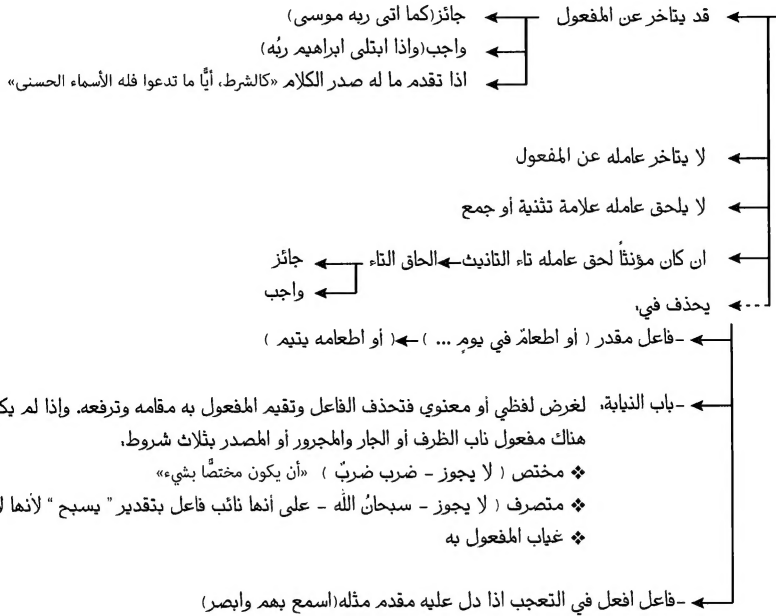 قد يتاخر عن المفعول
جائز(كما اتى ربه موسى)
واجب(واذا ابتلى ابراهيم ربُه)
اذا تقدم ما له صدر الكلام «كالشرط، أيًّا ما تدعوا فله الأسماء الحسنى»
لا يتاخر عامله عن المفعول
لا يلحق عامله علامة تثنية أو جمع
ان كان مؤنثاً لحق عامله تاء التانيث
الحاق التاء
جائز
واجب
يحذف في،
-فاعل مقدر ( أو اطعامٌ في يومٍ ... )
( أو اطعامه يتيم )
-باب النيابة، لغرض لفظي أو معنوي فتحذف الفاعل وتقيم المفعول به مقامه وترفعه. وإذا لم يك
هناك مفعول ناب الظرف أو الجار والمجرور أو المصدر بثلاث شروط،
❖ مختص ( لا يجوز - ضرب ضربٌ ) «أن يكون مختصًّا بشيء»
❖ متصرف ( لا يجوز - سبحانُ الله - على أنها نائب فاعل بتقدير " يسبح " لأنها ل
❖ غياب المفعول به
-فاعل افعل في التعجب اذا دل عليه مقدم مثله(اسمع بهم وابصر)